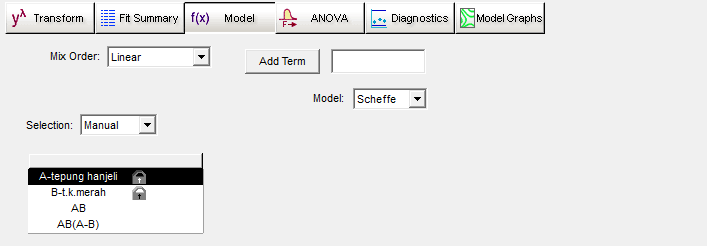 yλ Transform Fit Summary f(x) Model F ANOVA Diagnostics Model Graphs
Mix Order: Linear Add Term
Model: Scheffe
Selection: Manual
A-tepung hanjeli
B-t.k.merah
AB
AB(A-B)